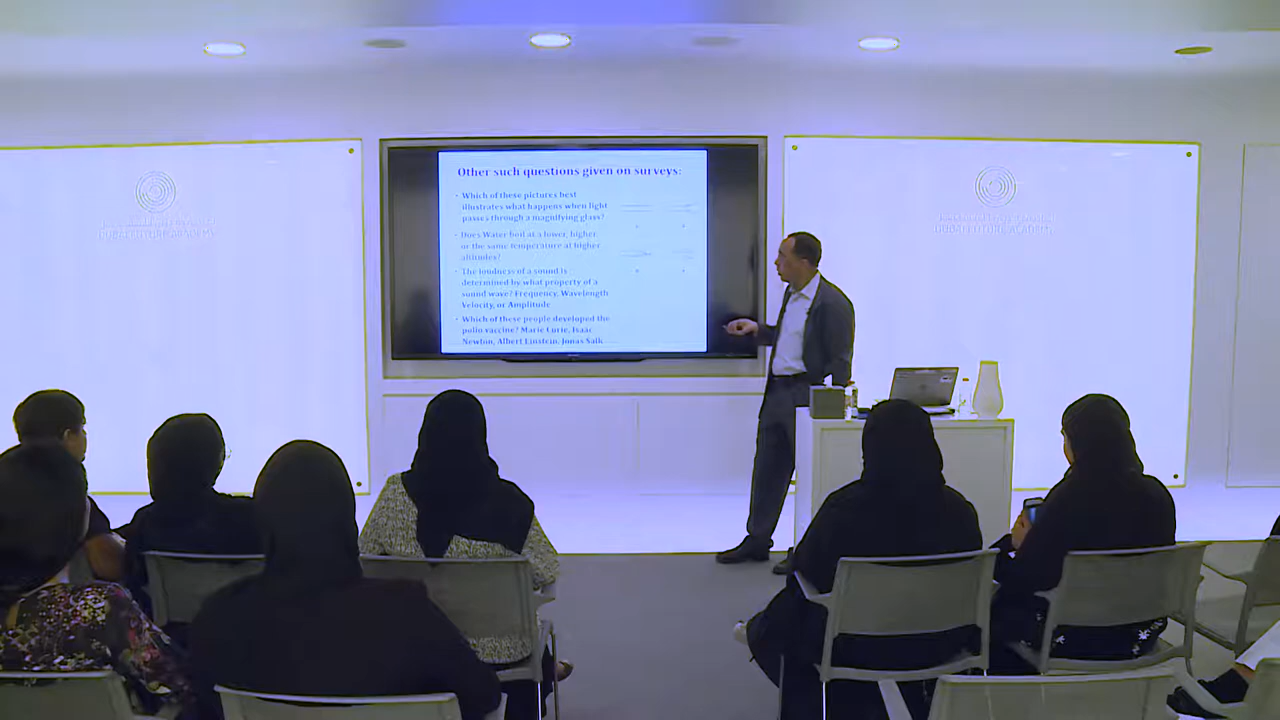 Other such questions given on surveys:
• Which of these pictures best
illustrates what happens when light
passes through a magnifying glass?
• Does Water boil at a lower, higher
or the same temperature at higher
altitudes?
• The loudness of a sound is
determined by what property of a
sound wave? Frequency, Wavelength
Velocity, or Amplitude
• Which of these people developed the
polio vaccine? Marie Curie, Isaac
Newton, Albert Einstein, Jonas Salk
DUBAI FUTURE ACADEMY
DUBAI FUTURE ACADEMY